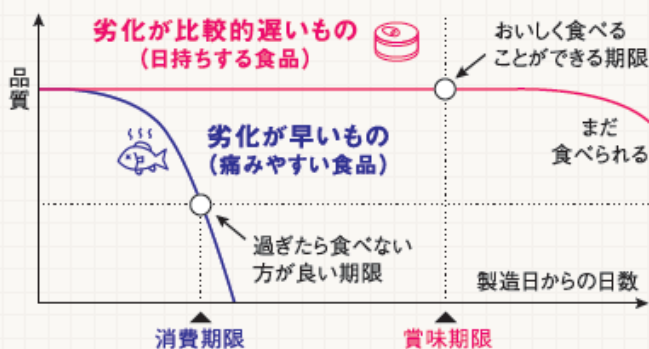 劣化が比較的遅いもの
(日持ちする食品)
おいしく食べる
ことができる期限
品質
劣化が早いもの
(痛みやすい食品)
まだ
食べられる
過ぎたら食べない
方が良い期限
製造日からの日数
消費期限
賞味期限